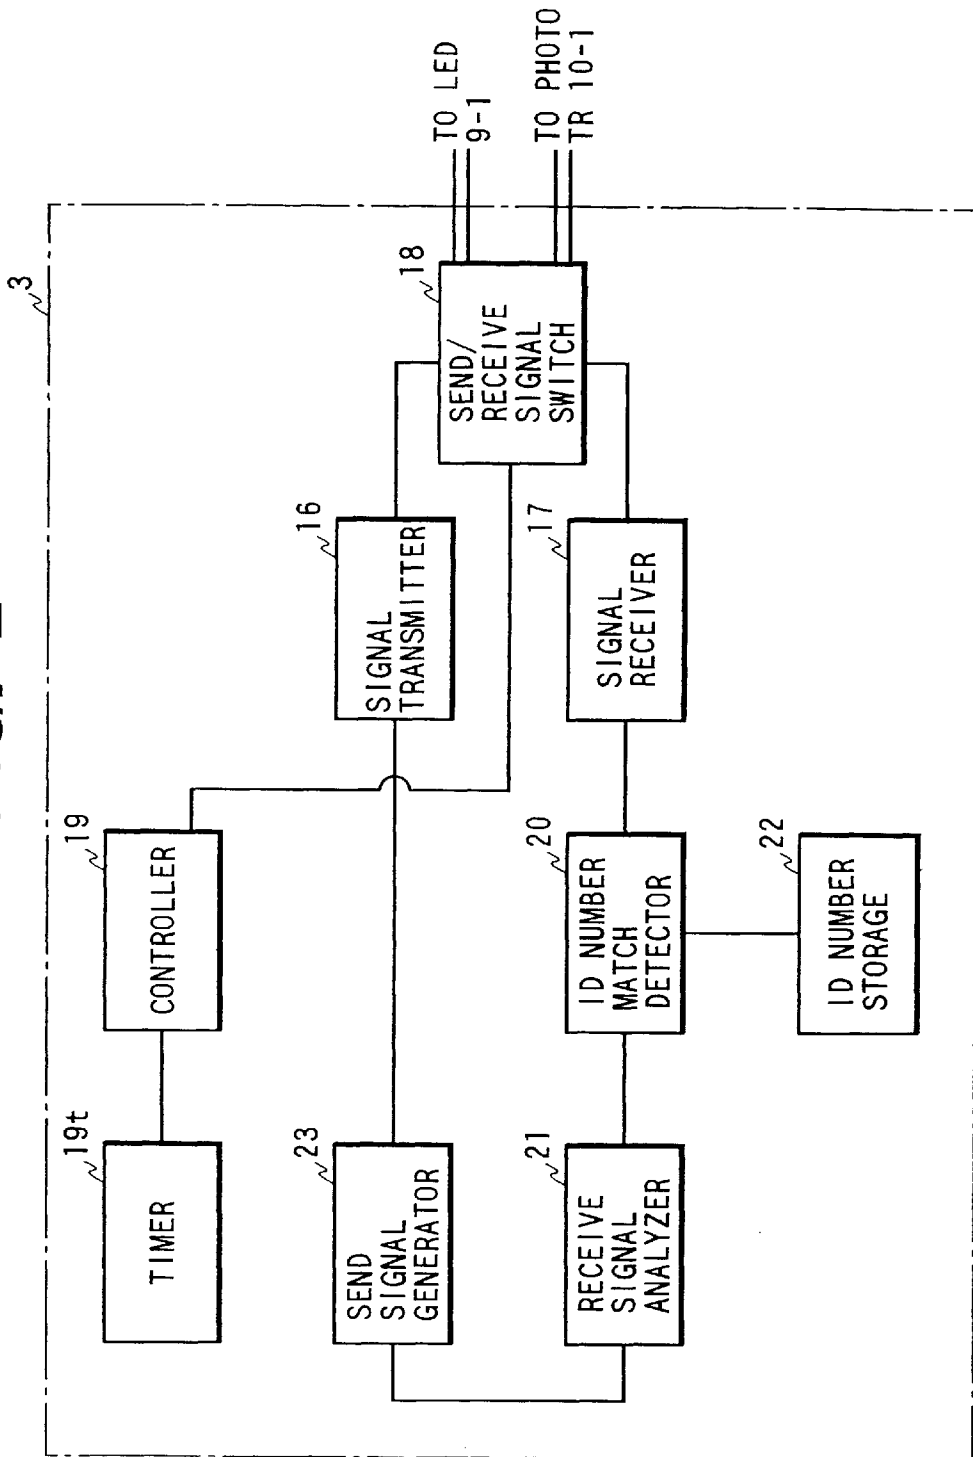 3
TIMER
19t
CONTROLLER
19
SEND
SIGNAL
GENERATOR
23
SIGNAL
TRANSMITTER
16
SEND/
RECEIVE
SIGNAL
SWITCH
18
TO LED
9-1
TO PHOTO
TR 10-1
RECEIVE
SIGNAL
ANALYZER
21
ID NUMBER
MATCH
DETECTOR
20
SIGNAL
RECEIVER
17
ID NUMBER
STORAGE
22